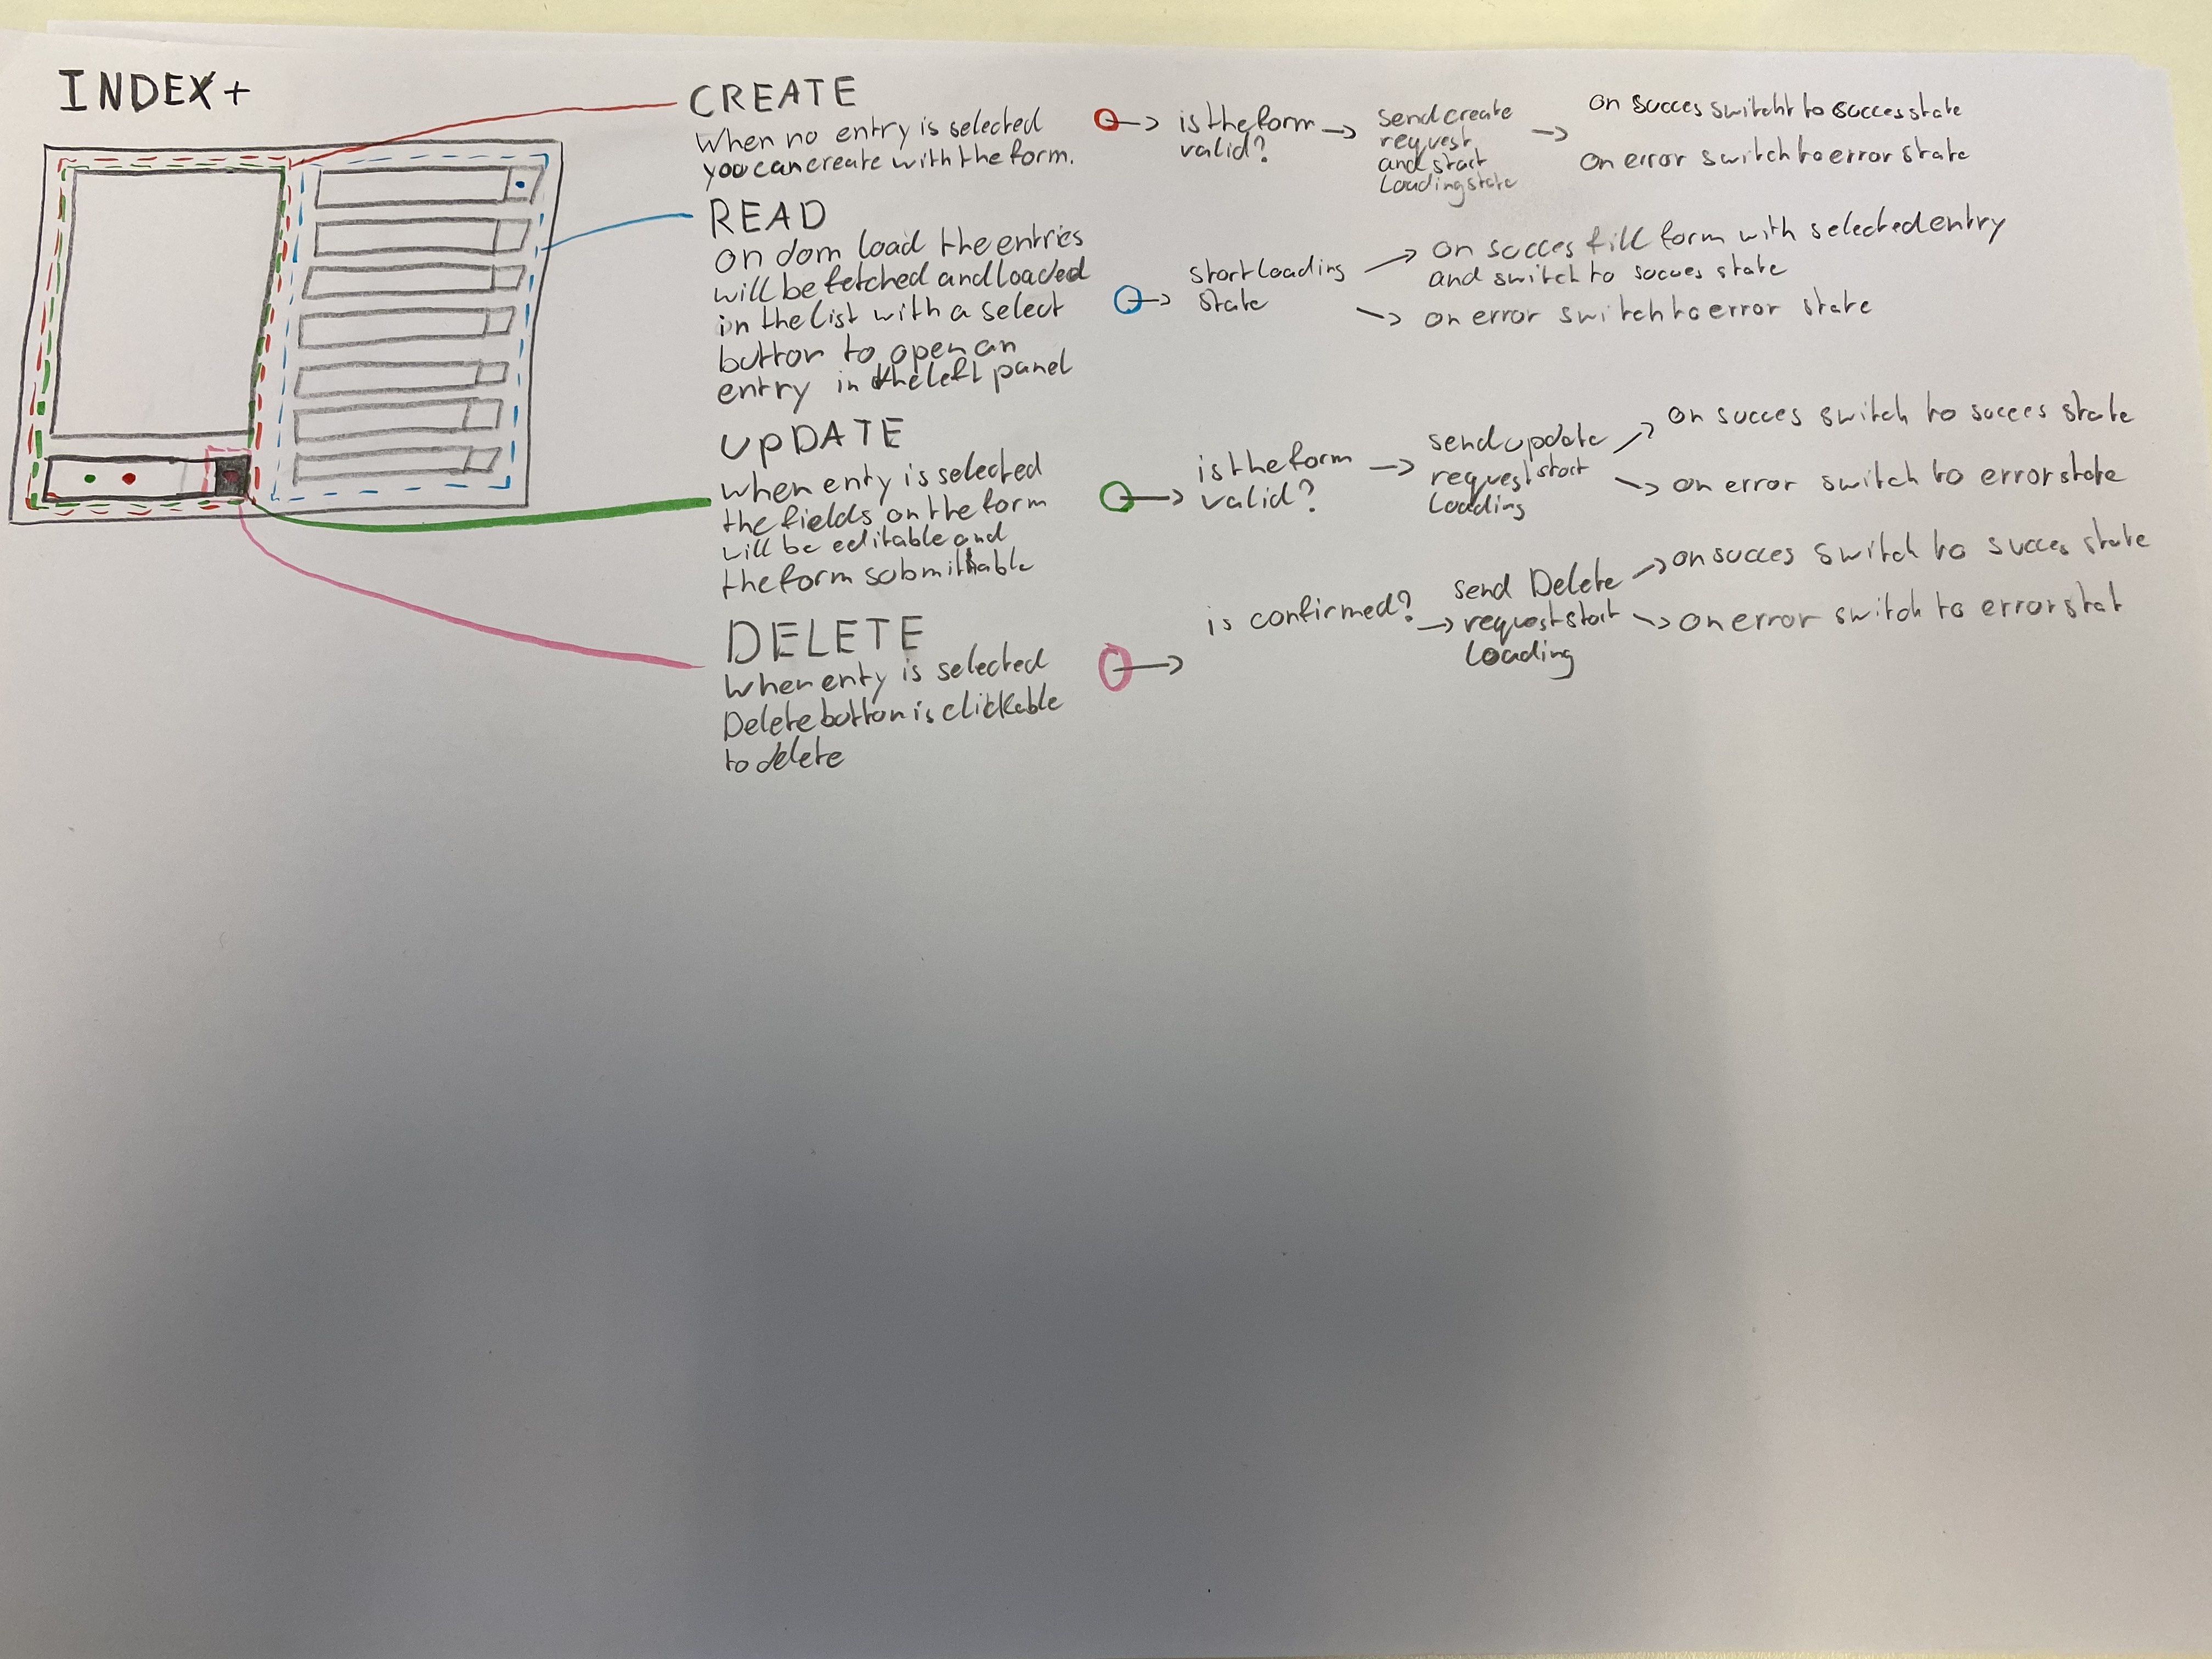 INDEX+
CREATE
When no entry is selected
you can create with the form.
is the form
valid?
send create
request
and start
Loading state
on succes switcht to succes state
on error switch to error state
READ
on dom load the entries
will be fetched and loaded
in the list with a select
button to open an
entry in the left panel
start loading
state
on succes fill form with selected entry
and switch to succes state
on error switch to error state
UpDATE
when enty is selected
the fields on the form
will be editable and
the form submittable
is the form
valid?
send update
request start
Loading
on succes switch to succes state
on error switch to error state
DELETE
When enty is selected
Delete button is clickable
to delete
is confirmed?
send Delete
request start
Loading
on succes switch to succes state
on error switch to error stat